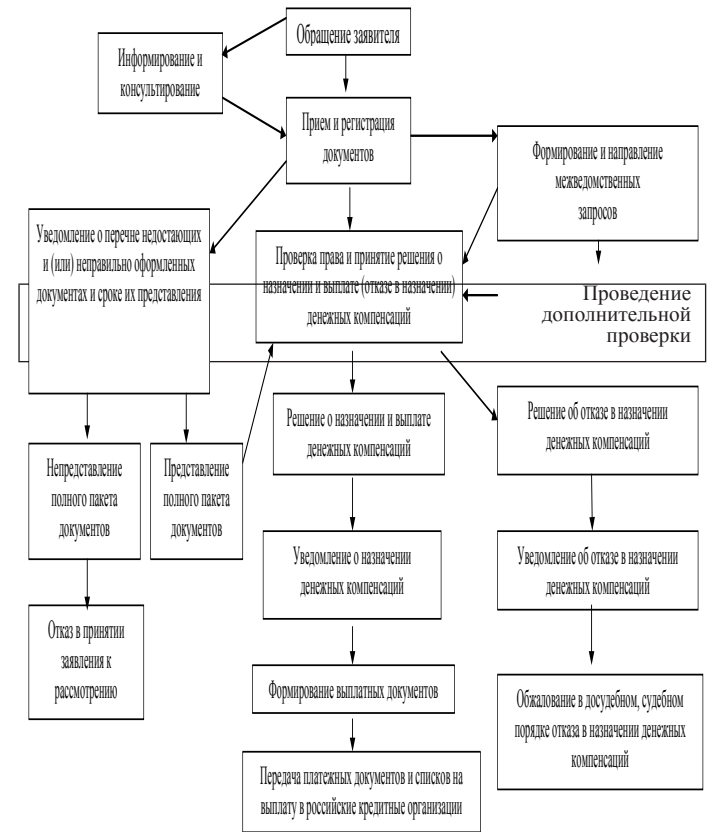 Обращение заявителя
Информирование и
консультирование
Прием и регистрация
документов
Формирование и направление
межведомственных
запросов
Уведомление о перечне недостающих
и (или) неправильно оформленных
документах и сроке их представления
Проверка права и принятие решения о
назначении и выплате (отказе в назначении)
денежных компенсаций
Проведение
дополнительной
проверки
Решение о назначении и выплате
денежных компенсаций
Решение об отказе в назначении
денежных компенсаций
Непредставление
полного пакета
документов
Представление
полного пакета
документов
Уведомление о назначении
денежных компенсаций
Уведомление об отказе в назначении
денежных компенсаций
Отказ в принятии
заявления к
рассмотрению
Формирование выплатных документов
Обжалование в досудебном, судебном
порядке отказа в назначении денежных
компенсаций
Передача платежных документов и списков на
выплату в российские кредитные организации